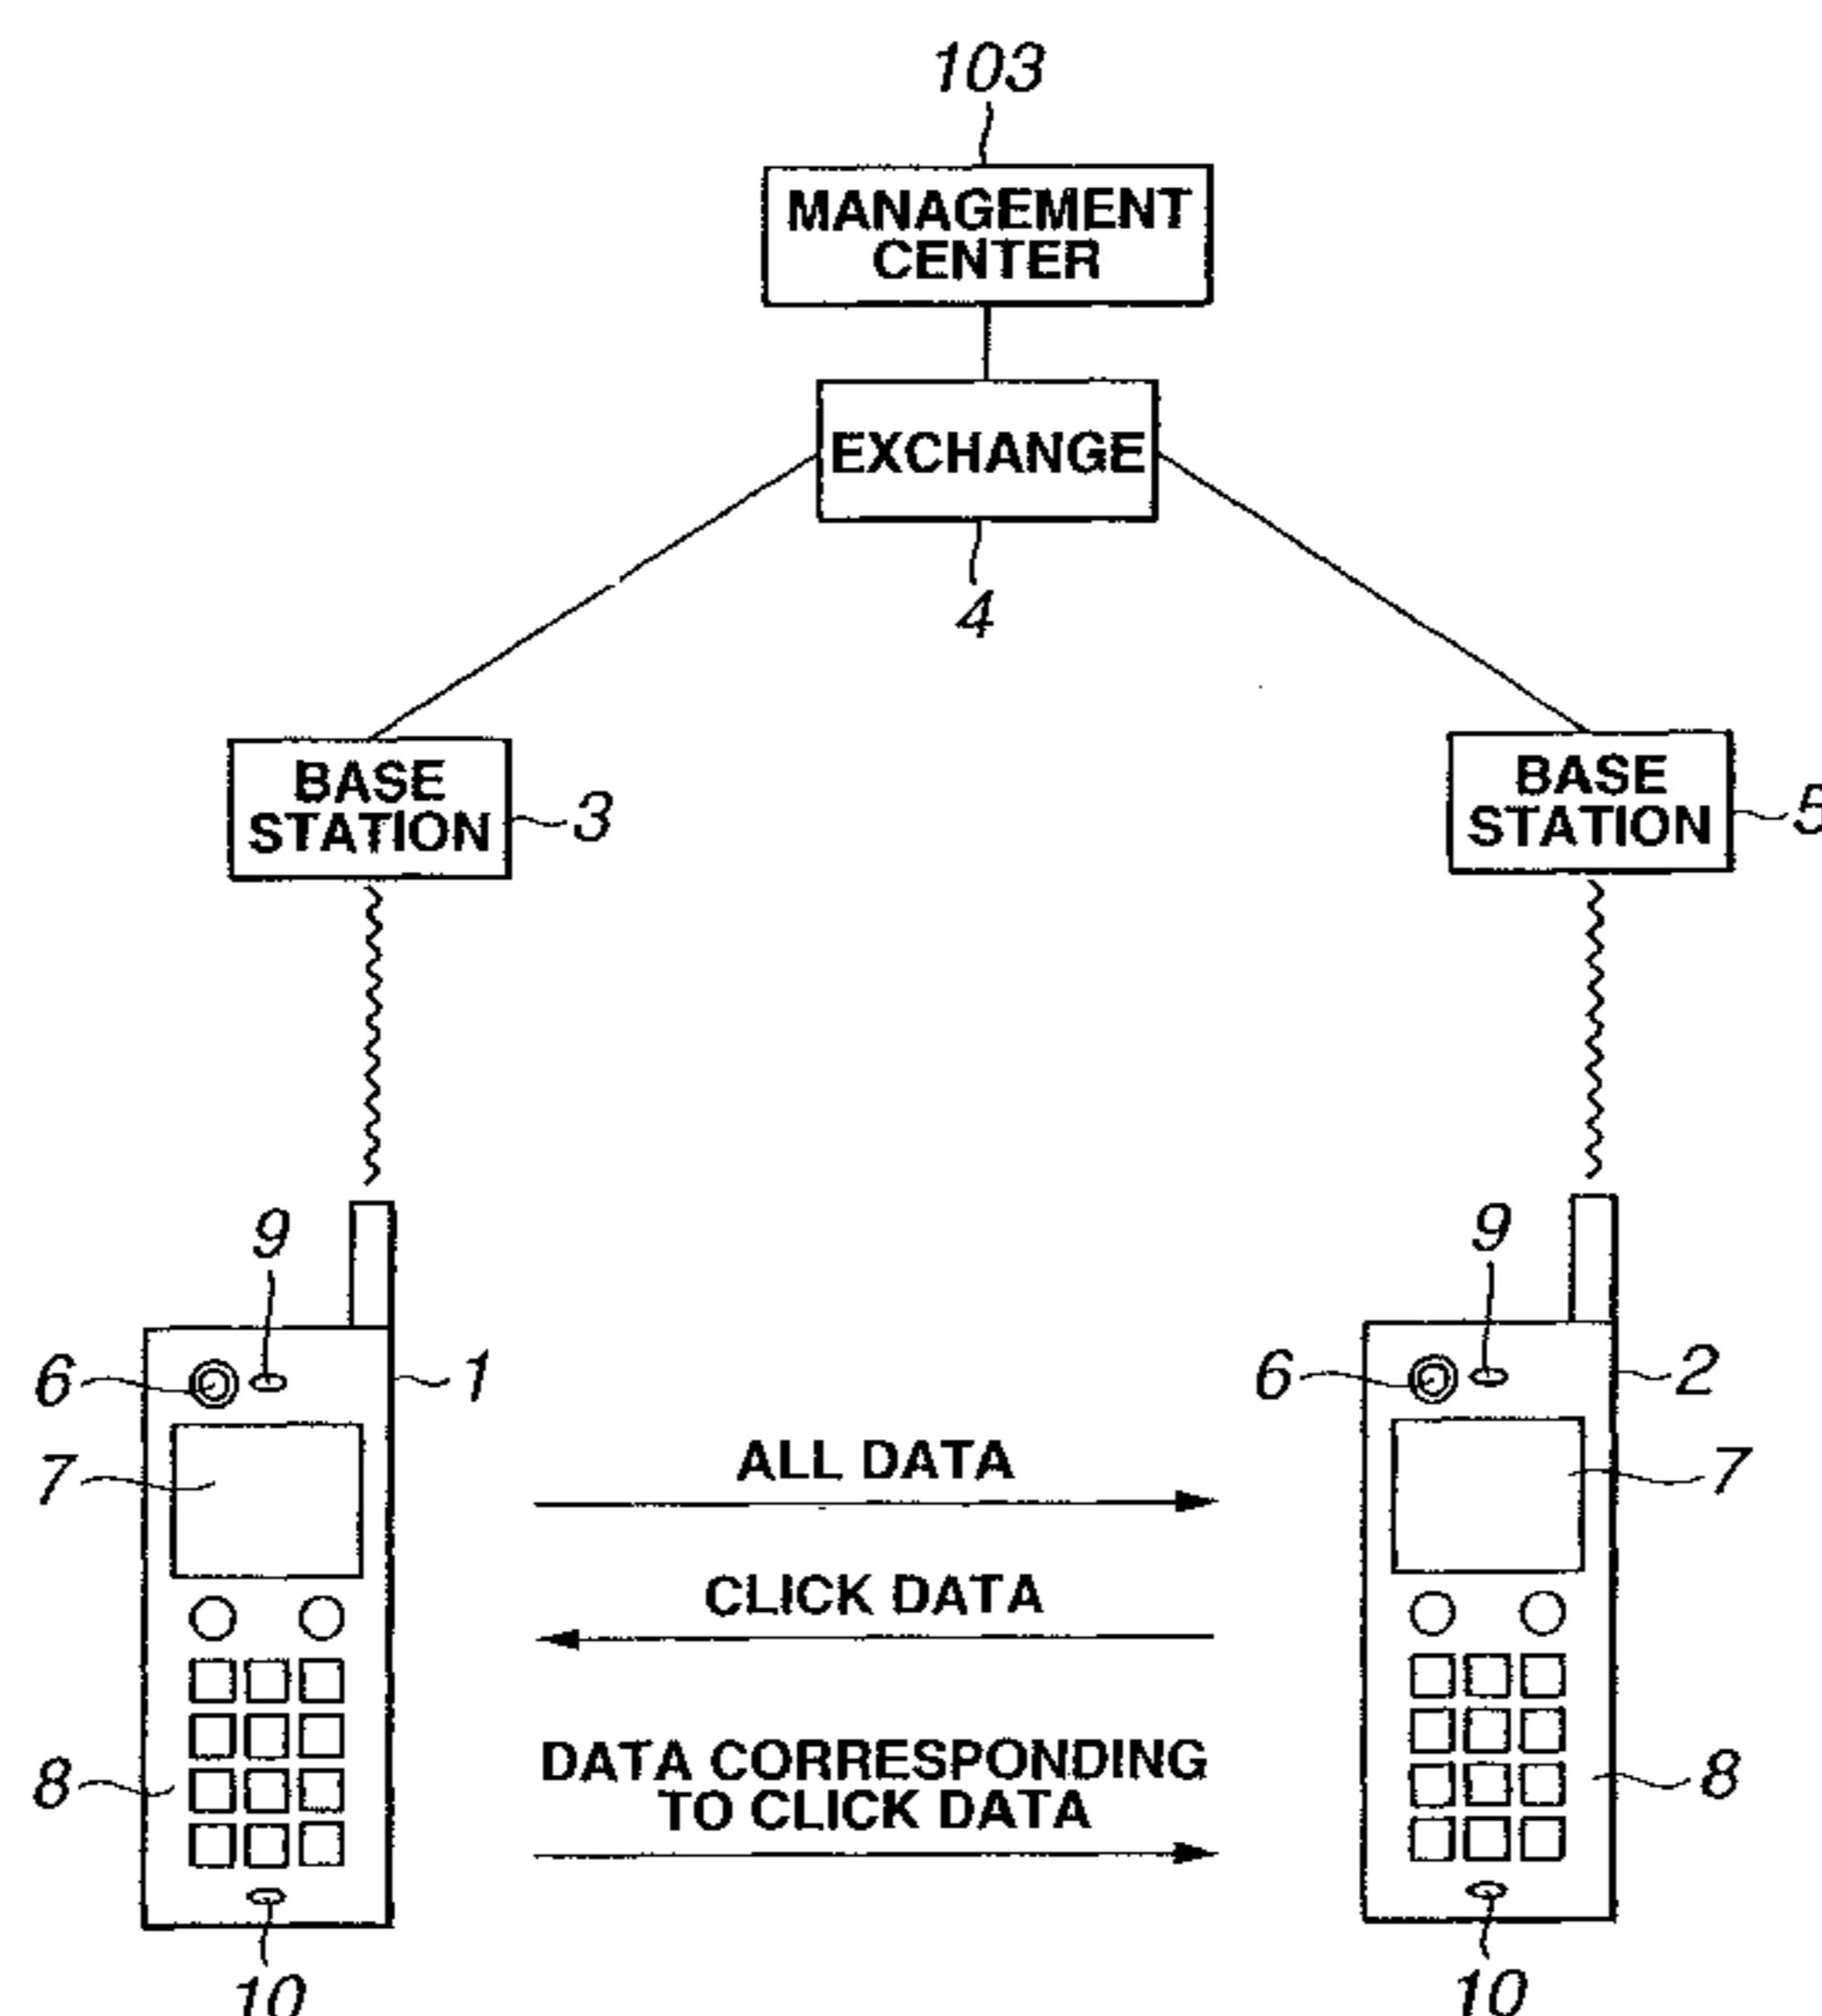 103
MANAGEMENT
CENTER
EXCHANGE
4
BASE
STATION
3
BASE
STATION
5
9
9
6
1
6
2
7
7
ALL DATA
CLICK DATA
DATA CORRESPONDING
TO CLICK DATA
8
8
10
10